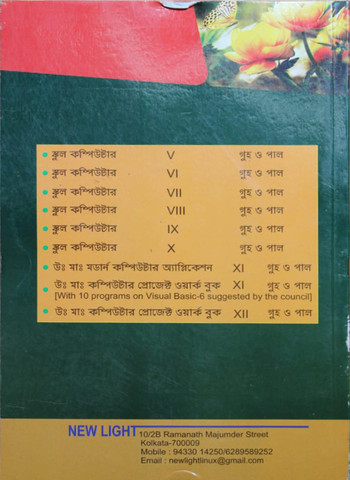 স্কুল কম্পিউটার V গুহ ও পাল
স্কুল কম্পিউটার VI গুহ ও পাল
স্কুল কম্পিউটার VII গুহ ও পাল
স্কুল কম্পিউটার VIII গুহ ও পাল
স্কুল কম্পিউটার IX গুহ ও পাল
স্কুল কম্পিউটার X গুহ ও পাল
উঃ মাঃ মডার্ন কম্পিউটার অ্যাপ্লিকেশন XI গুহ ও পাল
উঃ মাঃ কম্পিউটার প্রোজেক্ট ওয়ার্ক বুক XI গুহ ও পাল
[With 10 programs on Visual Basic-6 suggested by the council]
উঃ মাঃ কম্পিউটার প্রোজেক্ট ওয়ার্ক বুক XII গুহ ও পাল
NEW LIGHT
10/2B Ramanath Majumder Street
Kolkata-700009
Mobile : 94330 14250/6289589252
Email : newlightlinux@gmail.com